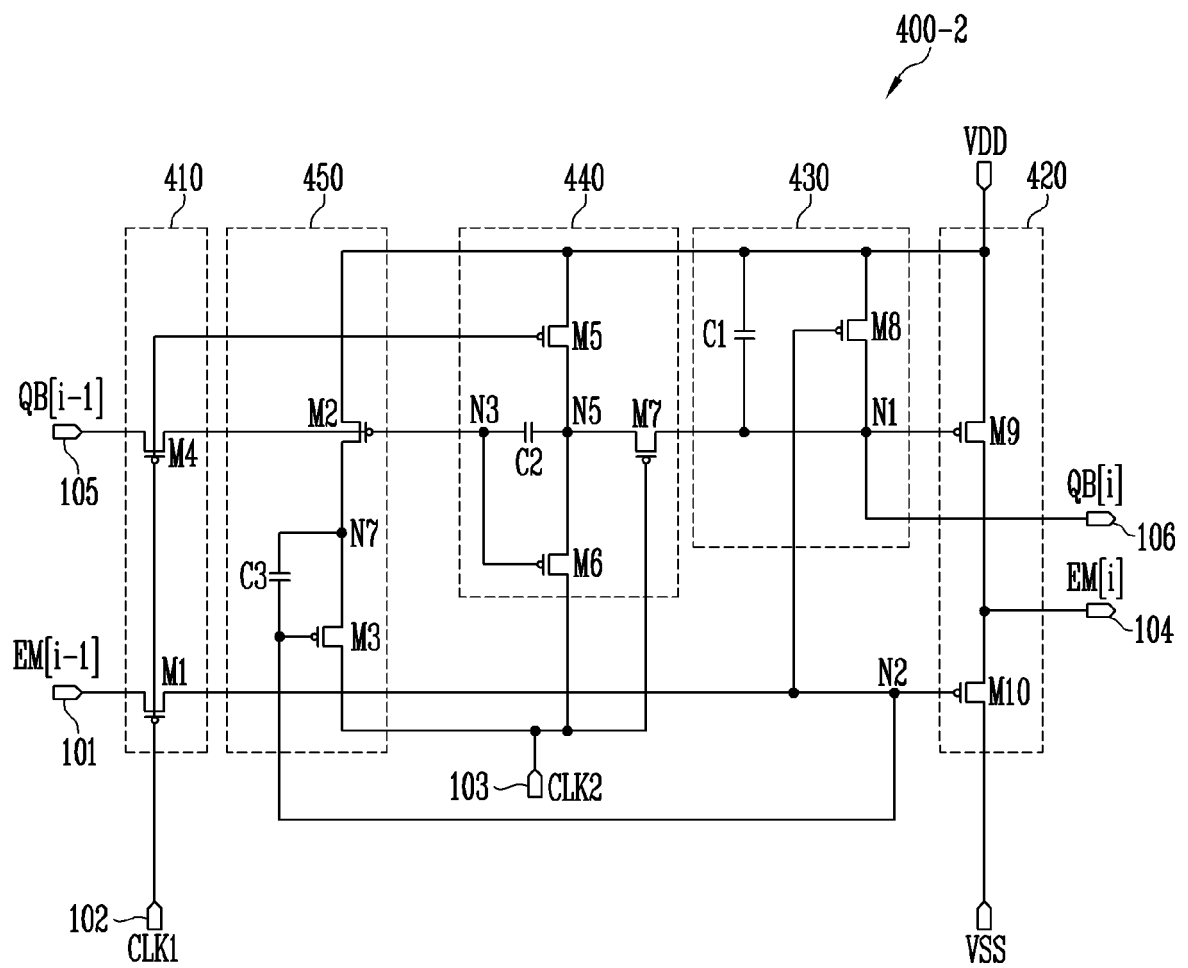 400-2
VDD
410
450
440
430
420
M5
C1
M8
QB[i-1]
M2
N3
N5
M7
N1
M4
C2
M9
105
QB[i]
N7
M6
106
C3
EM[i]
M3
104
EM[i-1]
M1
N2
M10
101
103
CLK2
102
CLK1
VSS